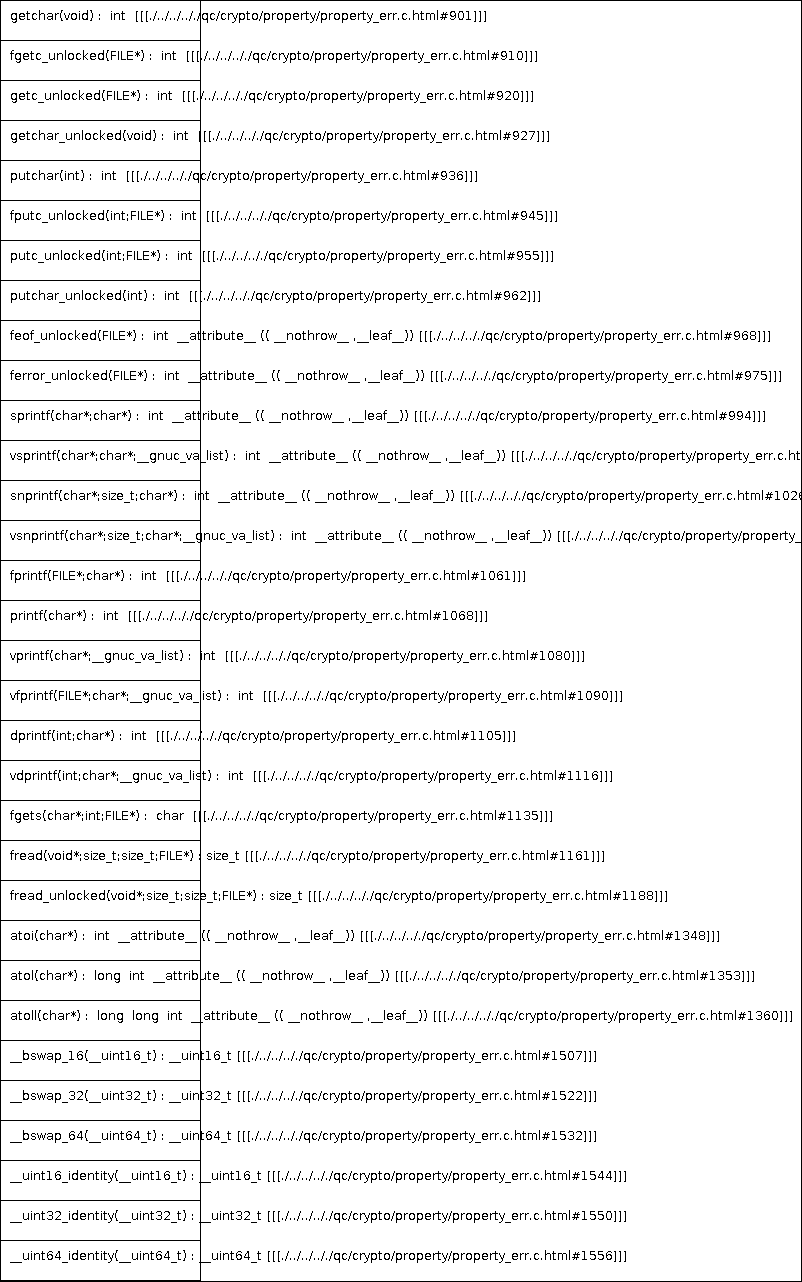 getchar(void) :  int  [[[./../../././qc/crypto/property/property_err.c.html#901]]]
fgetc_unlocked(FILE*) :  int  [[[./../../././qc/crypto/property/property_err.c.html#910]]]
getc_unlocked(FILE*) :  int  [[[./../../././qc/crypto/property/property_err.c.html#920]]]
getchar_unlocked(void) :  int  [[[./../../././qc/crypto/property/property_err.c.html#927]]]
putchar(int) :  int  [[[./../../././qc/crypto/property/property_err.c.html#936]]]
fputc_unlocked(int;FILE*) :  int  [[[./../../././qc/crypto/property/property_err.c.html#945]]]
putc_unlocked(int;FILE*) :  int  [[[./../../././qc/crypto/property/property_err.c.html#955]]]
putchar_unlocked(int) :  int  [[[./../../././qc/crypto/property/property_err.c.html#962]]]
feof_unlocked(FILE*) :  int  __attribute__ (( __nothrow__ ,__leaf__)) [[[./../../././qc/crypto/property/property_err.c.html#968]]]
ferror_unlocked(FILE*) :  int  __attribute__ (( __nothrow__ ,__leaf__)) [[[./../../././qc/crypto/property/property_err.c.html#975]]]
sprintf(char*;char*) :  int  __attribute__ (( __nothrow__ ,__leaf__)) [[[./../../././qc/crypto/property/property_err.c.html#994]]]
vsprintf(char*;char*;__gnuc_va_list) :  int  __attribute__ (( __nothrow__ ,__leaf__)) [[[./../../././qc/crypto/property/property_err.c.ht
snprintf(char*;size_t;char*) :  int  __attribute__ (( __nothrow__ ,__leaf__)) [[[./../../././qc/crypto/property/property_err.c.html#1026
vsnprintf(char*;size_t;char*;__gnuc_va_list) :  int  __attribute__ (( __nothrow__ ,__leaf__)) [[[./../../././qc/crypto/property/property_
fprintf(FILE*;char*) :  int  [[[./../../././qc/crypto/property/property_err.c.html#1061]]]
printf(char*) :  int  [[[./../../././qc/crypto/property/property_err.c.html#1068]]]
vprintf(char*;__gnuc_va_list) :  int  [[[./../../././qc/crypto/property/property_err.c.html#1080]]]
vfprintf(FILE*;char*;__gnuc_va_list) :  int  [[[./../../././qc/crypto/property/property_err.c.html#1090]]]
dprintf(int;char*) :  int  [[[./../../././qc/crypto/property/property_err.c.html#1105]]]
vdprintf(int;char*;__gnuc_va_list) :  int  [[[./../../././qc/crypto/property/property_err.c.html#1116]]]
fgets(char*;int;FILE*) :  char  [[[./../../././qc/crypto/property/property_err.c.html#1135]]]
fread(void*;size_t;size_t;FILE*) : size_t [[[./../../././qc/crypto/property/property_err.c.html#1161]]]
fread_unlocked(void*;size_t;size_t;FILE*) : size_t [[[./../../././qc/crypto/property/property_err.c.html#1188]]]
atoi(char*) :  int  __attribute__ (( __nothrow__ ,__leaf__)) [[[./../../././qc/crypto/property/property_err.c.html#1348]]]
atol(char*) :  long  int  __attribute__ (( __nothrow__ ,__leaf__)) [[[./../../././qc/crypto/property/property_err.c.html#1353]]]
atoll(char*) :  long  long  int  __attribute__ (( __nothrow__ ,__leaf__)) [[[./../../././qc/crypto/property/property_err.c.html#1360]]]
__bswap_16(__uint16_t) : __uint16_t [[[./../../././qc/crypto/property/property_err.c.html#1507]]]
__bswap_32(__uint32_t) : __uint32_t [[[./../../././qc/crypto/property/property_err.c.html#1522]]]
__bswap_64(__uint64_t) : __uint64_t [[[./../../././qc/crypto/property/property_err.c.html#1532]]]
__uint16_identity(__uint16_t) : __uint16_t [[[./../../././qc/crypto/property/property_err.c.html#1544]]]
__uint32_identity(__uint32_t) : __uint32_t [[[./../../././qc/crypto/property/property_err.c.html#1550]]]
__uint64_identity(__uint64_t) : __uint64_t [[[./../../././qc/crypto/property/property_err.c.html#1556]]]